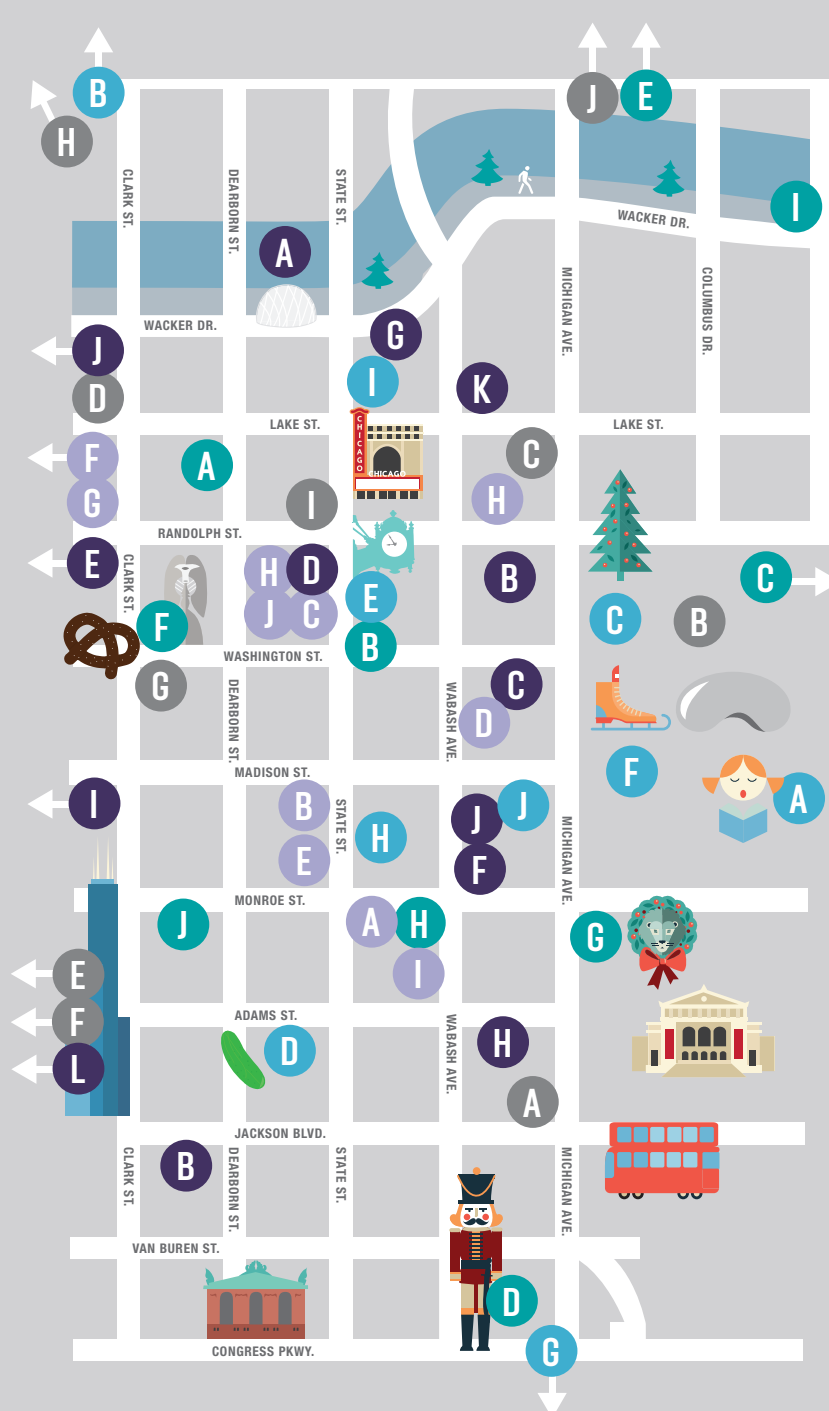 J
E
B
H
CLARK ST.
DEARBORN ST.
STATE ST.
I
WACKER DR.
A
MICHIGAN AVE.
COLUMBUS DR.
WACKER DR.
G
J
I
K
D
LAKE ST.
LAKE ST.
CHICAGO
CHICAGO
F
A
C
G
I
H
RANDOLPH ST.
E
CLARK ST.
H
D
B
C
E
J
C
C
B
F
B
WASHINGTON ST.
G
DEARBORN ST.
WABASH AVE.
C
D
MADISON ST.
F
I
B
STATE ST.
J
J
A
H
MICHIGAN AVE.
E
F
MONROE ST.
J
A
H
G
I
E
ADAMS ST.
F
WABASH AVE.
H
D
L
A
JACKSON BLVD.
B
CLARK ST.
DEARBORN ST.
STATE ST.
MICHIGAN AVE.
VAN BUREN ST.
D
CONGRESS PKWY.
G